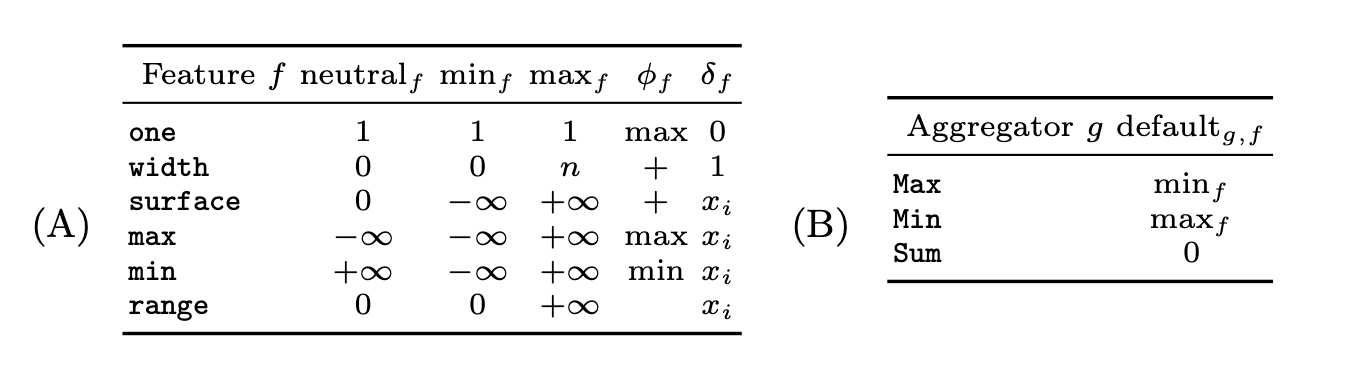 Feature f neutral_f min_f max_f ϕ_f δ_f
one 1 1 1 max 0
width 0 0 n + 1
surface 0 −∞ +∞ + x_i
(A)
max −∞ −∞ +∞ max x_i
min +∞ −∞ +∞ min x_i
range 0 0 +∞ x_i
Aggregator g default_{g,f}
Max min_f
(B)
Min max_f
Sum 0